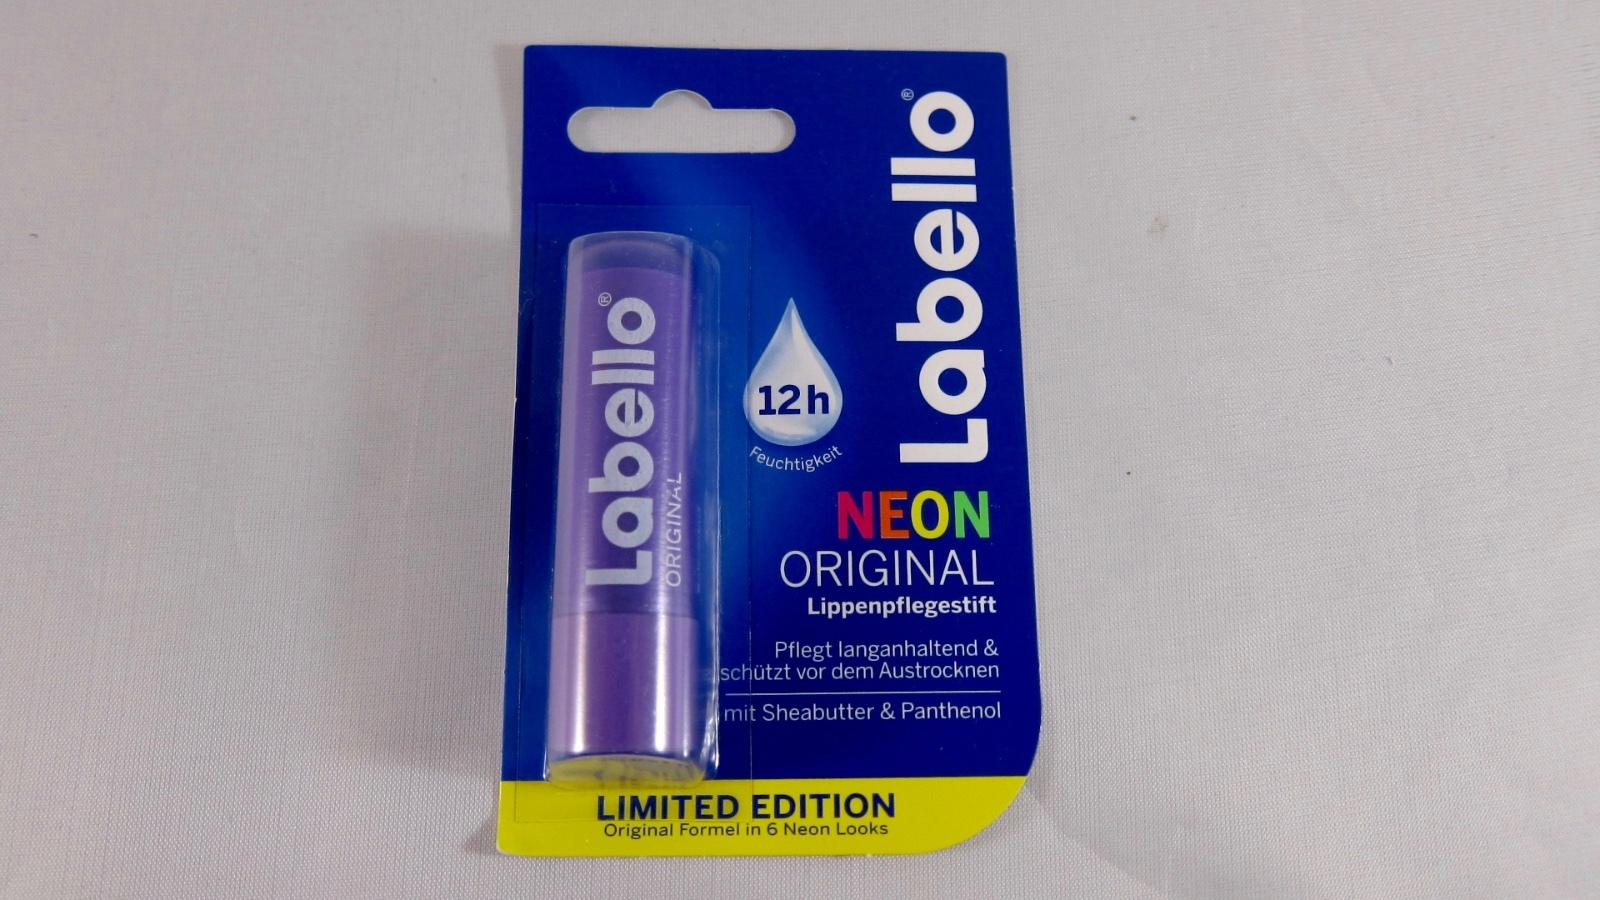 Labello®
Labello®
ORIGINAL
12h
Feuchtigkeit
NEON
ORIGINAL
Lippenpflegestift
Pflegt langanhaltend &
schützt vor dem Austrocknen
mit Sheabutter & Panthenol
LIMITED EDITION
Original Formel in 6 Neon Looks